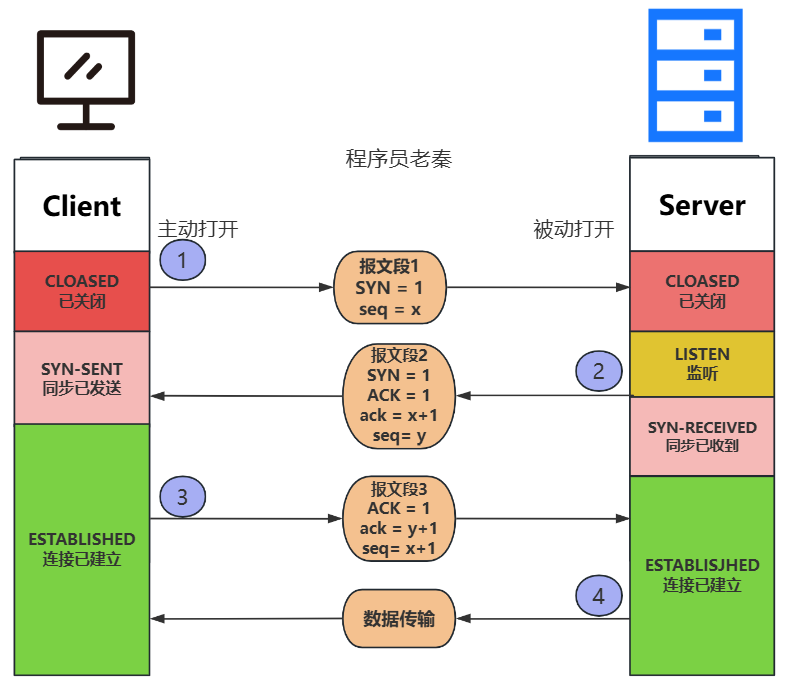 程序员老秦
Client
Server
主动打开
被动打开
1
报文段1
SYN = 1
seq = x
CLOASED
已关闭
CLOASED
已关闭
报文段2
SYN = 1
ACK = 1
ack = x+1
seq= y
2
LISTEN
监听
SYN-SENT
同步已发送
SYN-RECEIVED
同步已收到
3
报文段3
ACK = 1
ack = y+1
seq= x+1
ESTABLISHED
连接已建立
ESTABLISJHED
连接已建立
4
数据传输